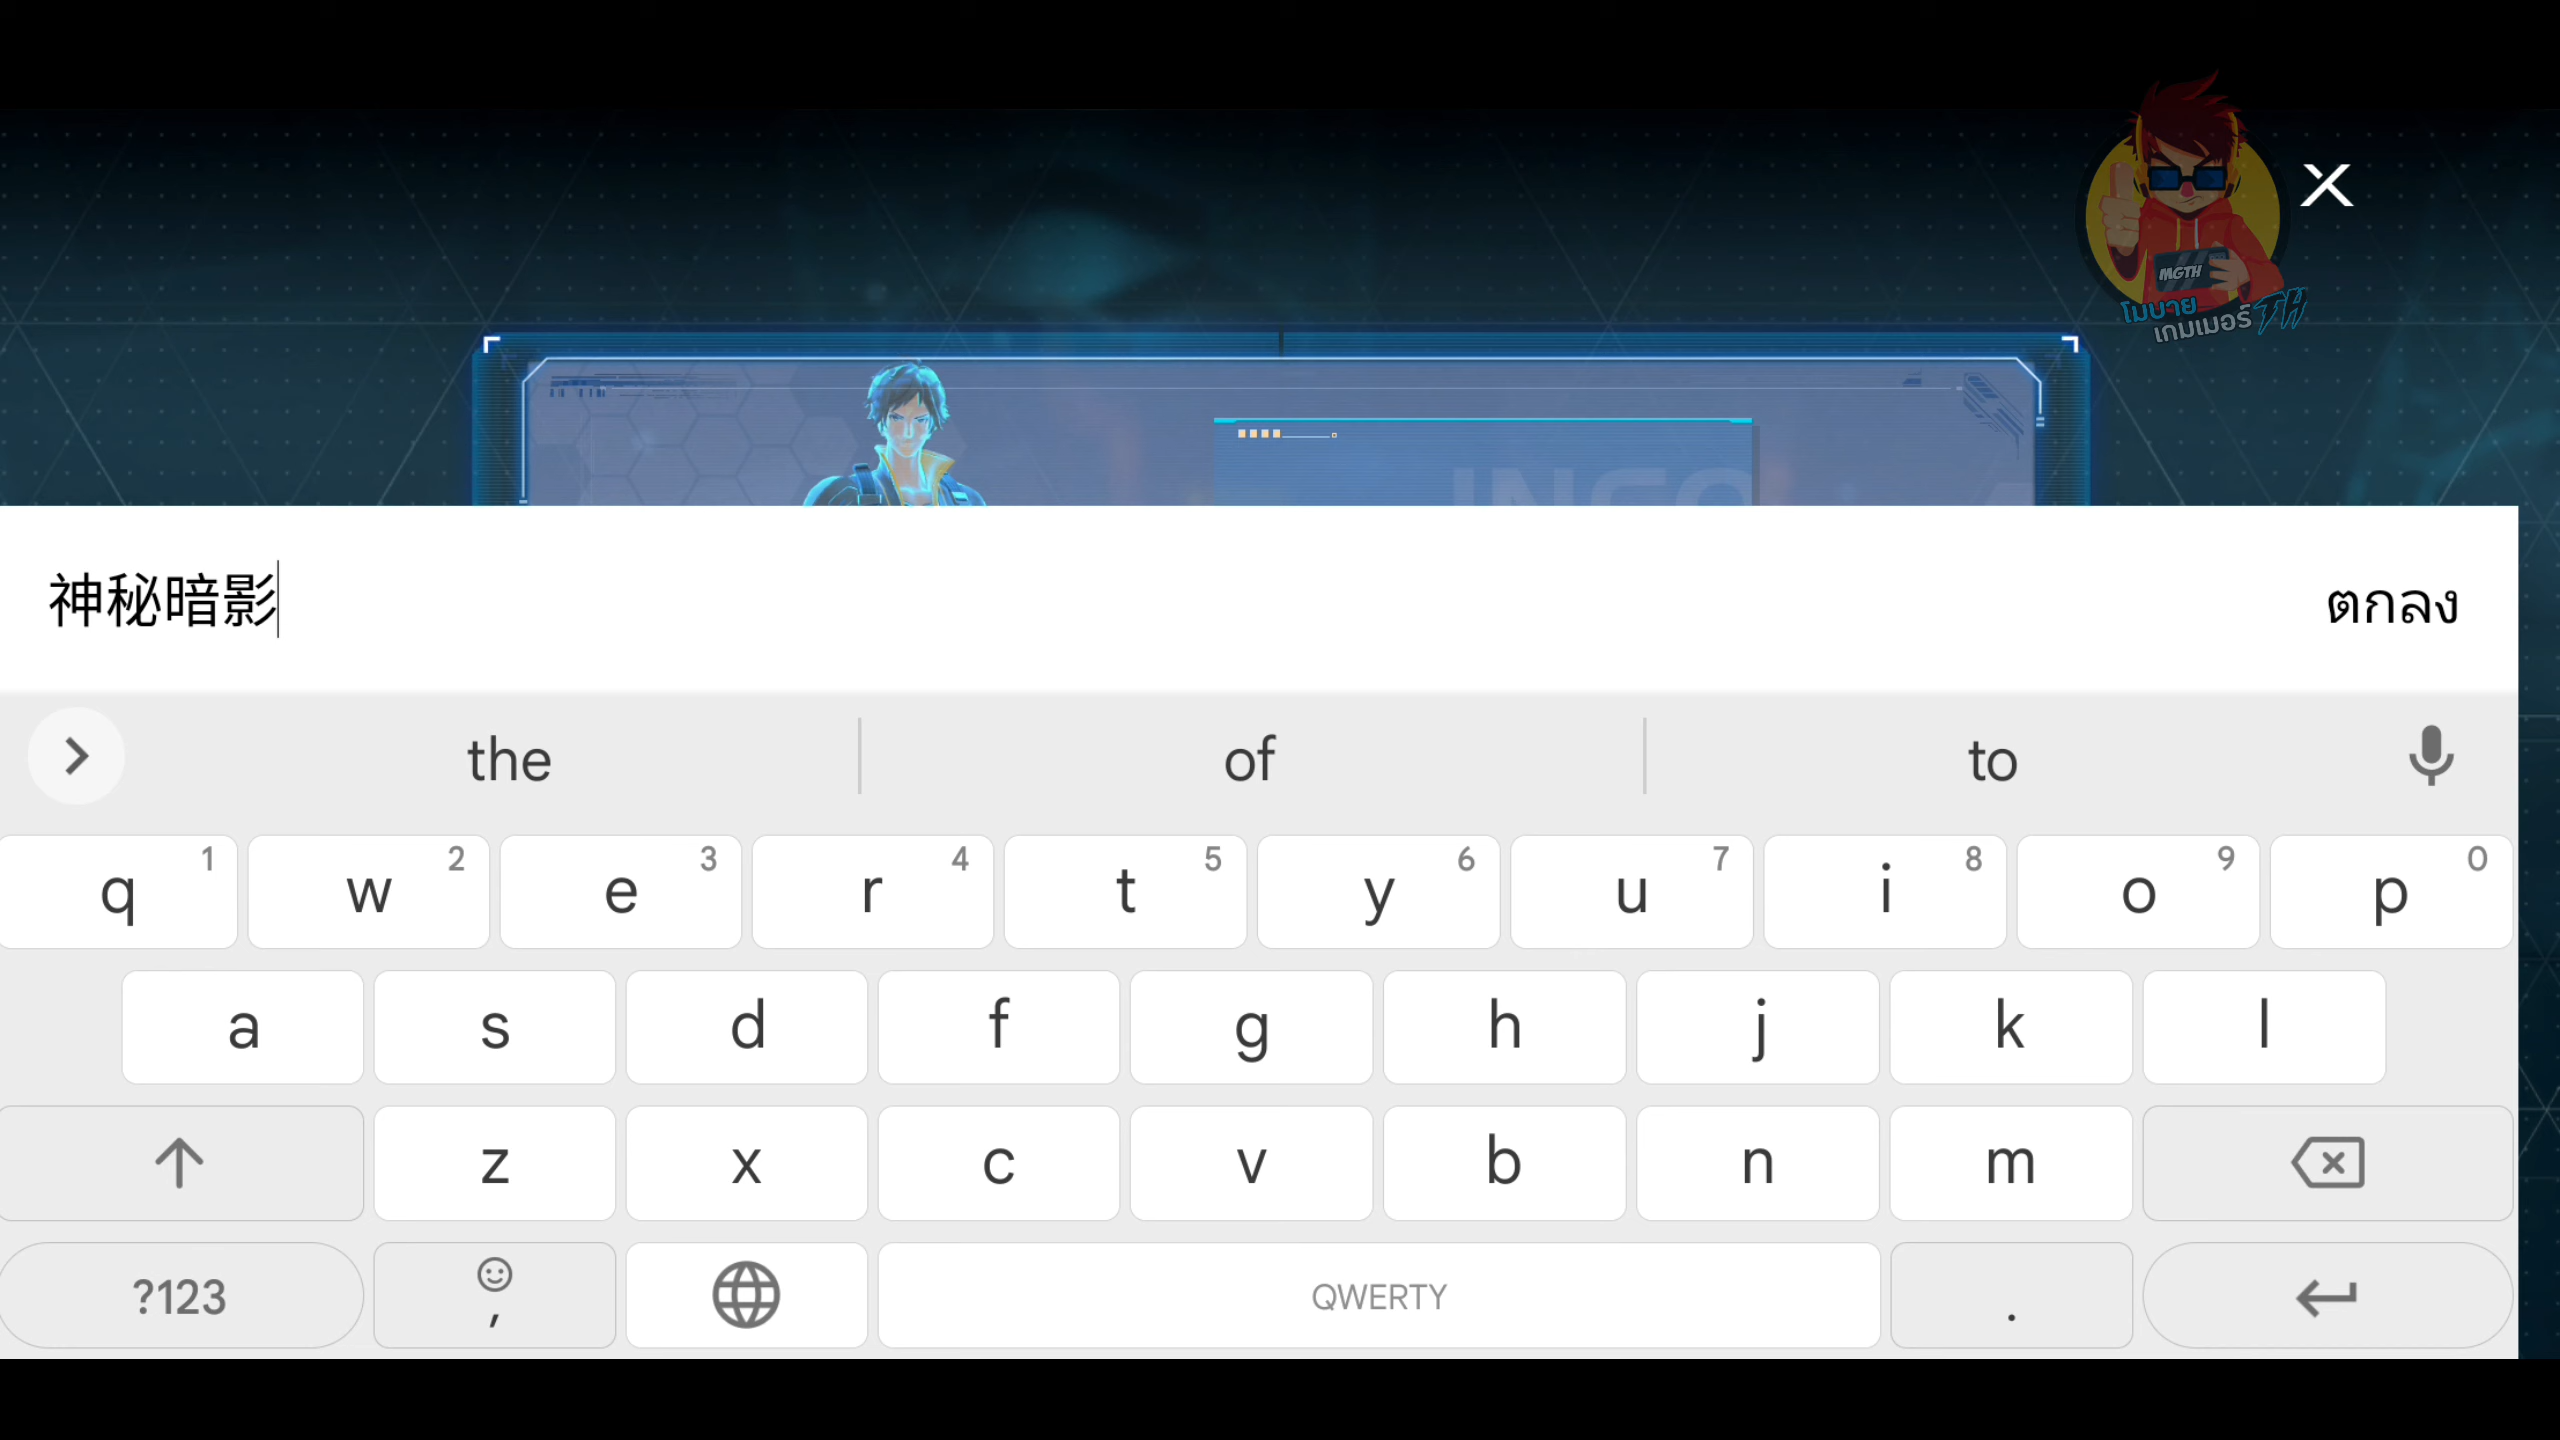 MGTH
โมบาย
เกมเมอร์ TH
INFO
神秘暗影
ตกลง
the of to
q 1 w 2 e 3 r 4 t 5 y 6 u 7 i 8 o 9 p 0
a s d f g h j k l
z x c v b n m
?123 , QWERTY .